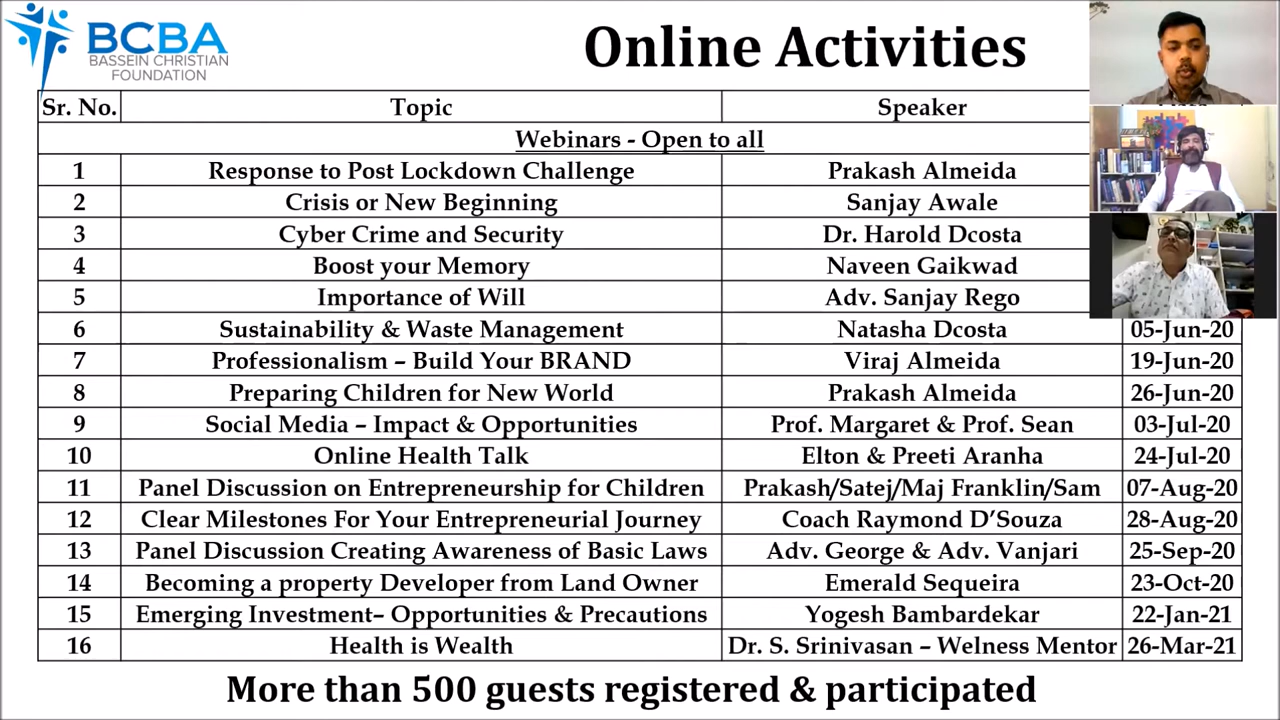 BCBA
BASSEIN CHRISTIAN
FOUNDATION
Online Activities
Sr. No. Topic Speaker
Webinars - Open to all
1 Response to Post Lockdown Challenge Prakash Almeida
2 Crisis or New Beginning Sanjay Awale
3 Cyber Crime and Security Dr. Harold Dcosta
4 Boost your Memory Naveen Gaikwad
5 Importance of Will Adv. Sanjay Rego
6 Sustainability & Waste Management Natasha Dcosta 05-Jun-20
7 Professionalism – Build Your BRAND Viraj Almeida 19-Jun-20
8 Preparing Children for New World Prakash Almeida 26-Jun-20
9 Social Media – Impact & Opportunities Prof. Margaret & Prof. Sean 03-Jul-20
10 Online Health Talk Elton & Preeti Aranha 24-Jul-20
11 Panel Discussion on Entrepreneurship for Children Prakash/Satej/Maj Franklin/Sam 07-Aug-20
12 Clear Milestones For Your Entrepreneurial Journey Coach Raymond D’Souza 28-Aug-20
13 Panel Discussion Creating Awareness of Basic Laws Adv. George & Adv. Vanjari 25-Sep-20
14 Becoming a property Developer from Land Owner Emerald Sequeira 23-Oct-20
15 Emerging Investment– Opportunities & Precautions Yogesh Bambardekar 22-Jan-21
16 Health is Wealth Dr. S. Srinivasan – Welness Mentor 26-Mar-21
More than 500 guests registered & participated